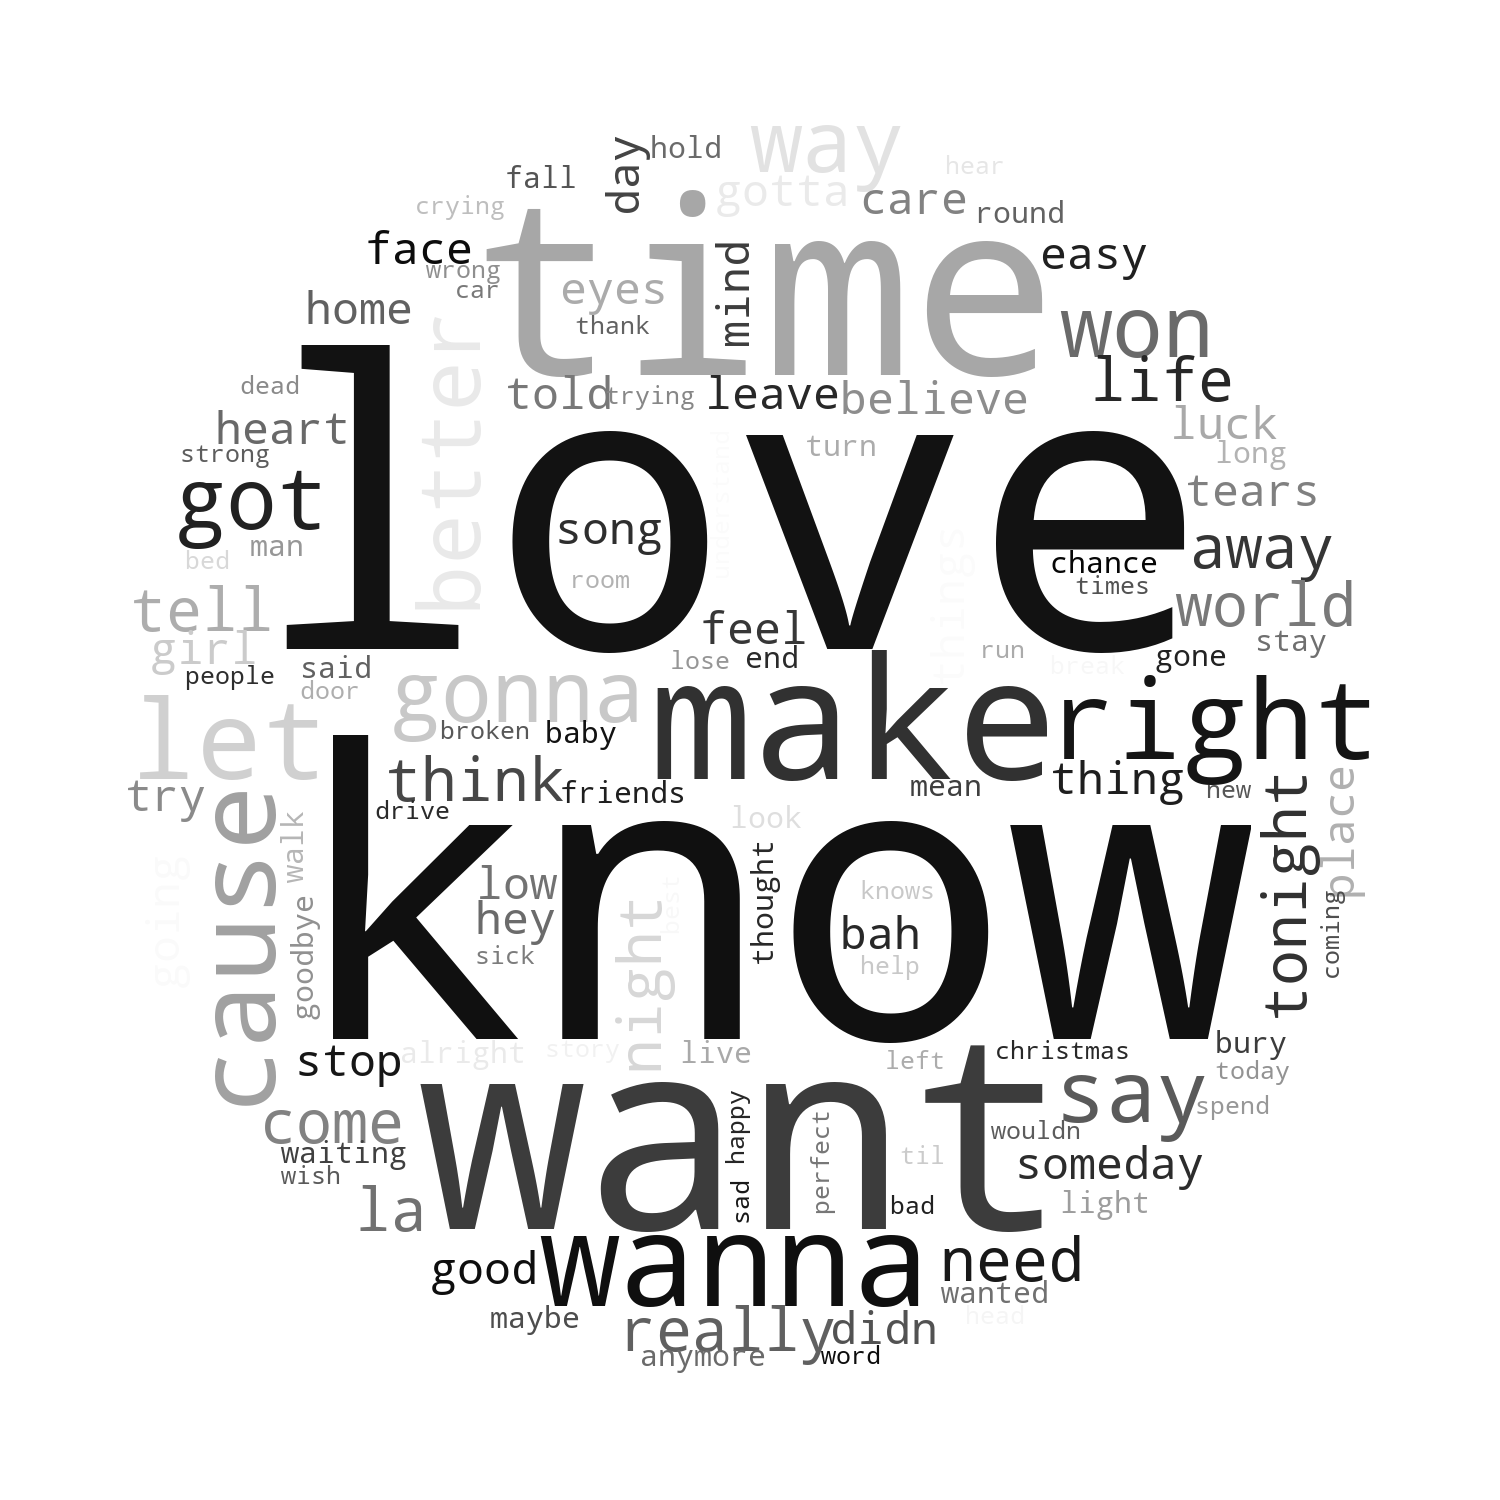 way
hold
day
hear
fall
gotta
care
crying
round
time
face
easy
wrong
car
eyes
mind
home
thank
won
better
life
dead
told
trying
leave
believe
luck
heart
turn
long
strong
love
got
tears
understand
song
man
away
bed
things
chance
room
times
tell
world
girl
feel
stay
said
lose
end
run
gone
people
door
gonna
break
make
right
let
broken
baby
think
thing
try
friends
mean
new
drive
tonight
place
cause
walk
know
look
going
low
thought
knows
hey
night
best
bah
goodbye
coming
sick
help
stop
alright
story
live
left
christmas
bury
today
want
say
spend
come
sad
happy
perfect
wouldn
waiting
til
someday
wish
la
bad
light
good
wanna
need
wanted
maybe
really
didn
head
anymore
word